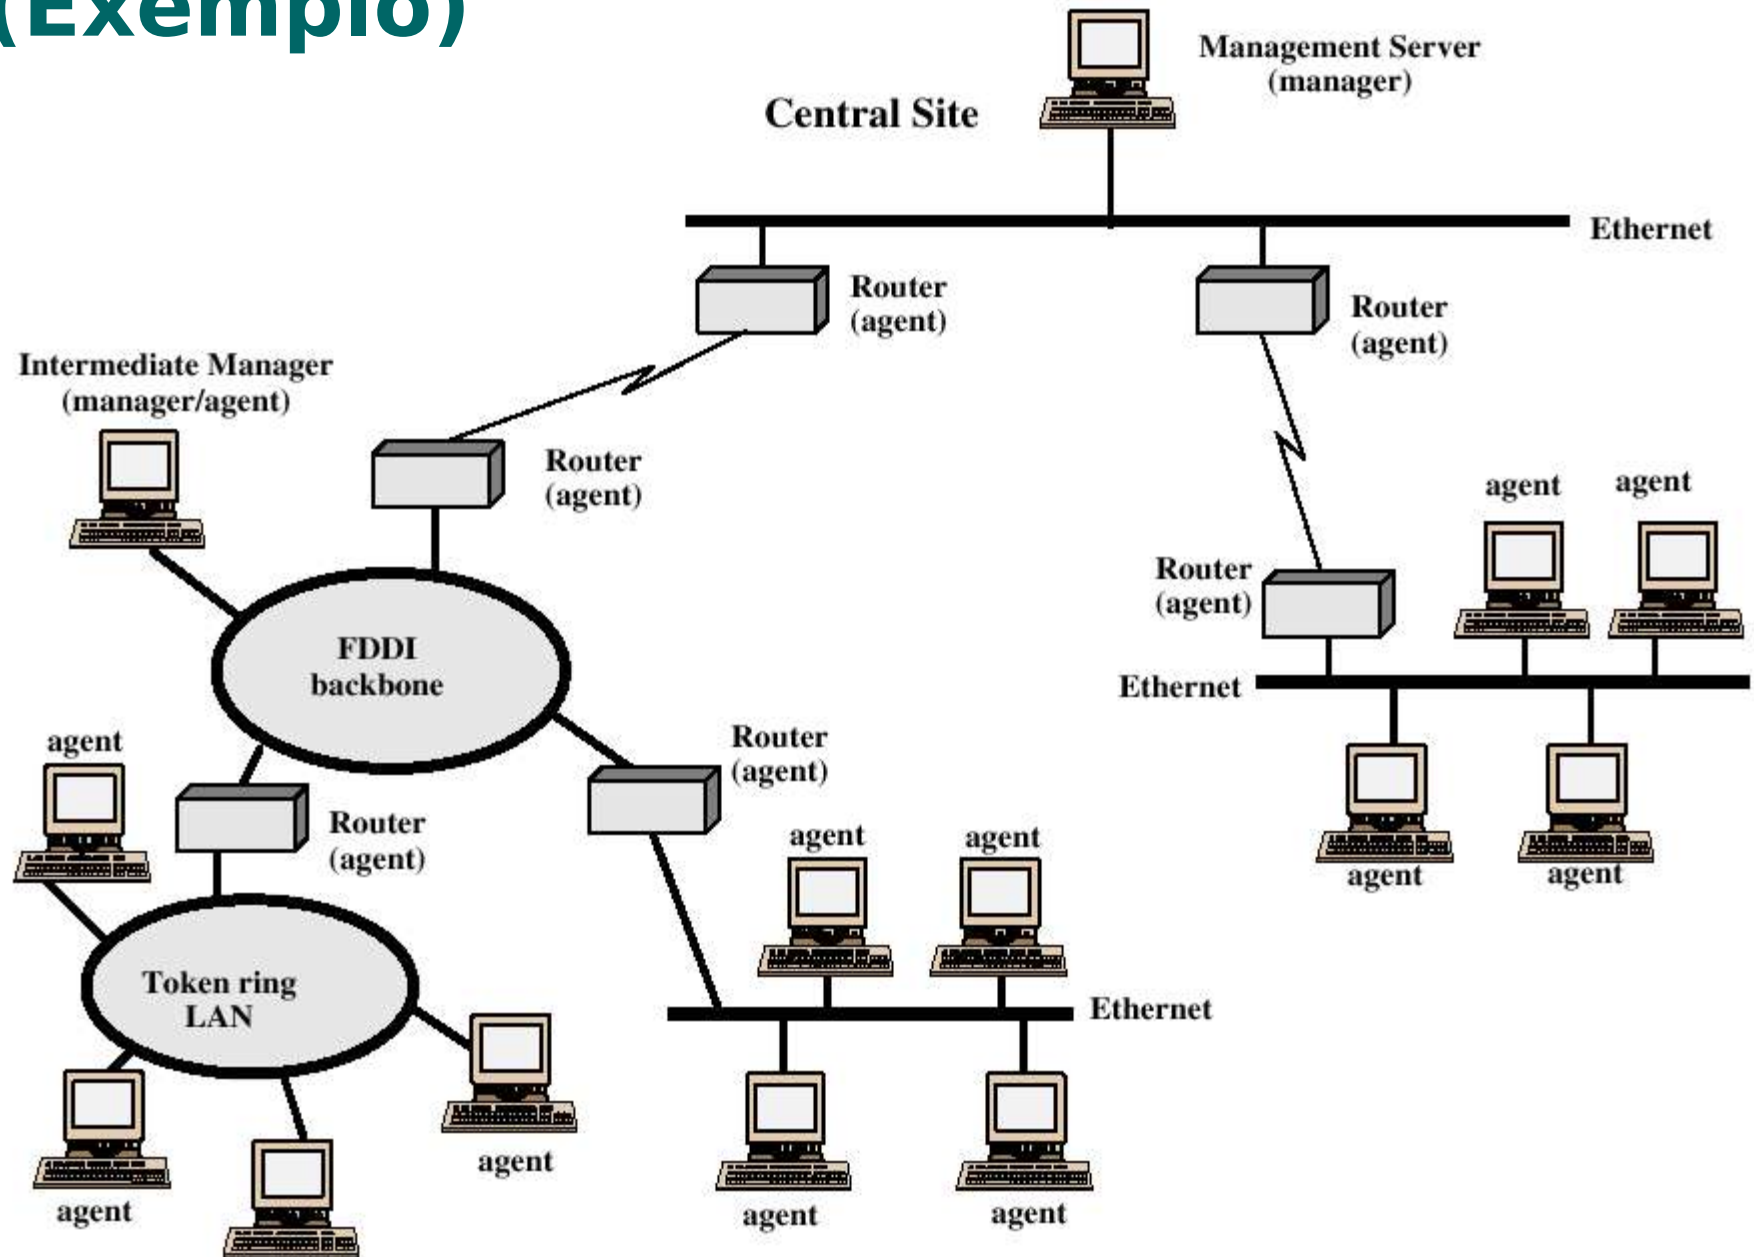 (Exemplo)
Management Server
(manager)
Central Site
Ethernet
Router
(agent)
Router
(agent)
Intermediate Manager
(manager/agent)
Router
(agent)
agent
agent
Router
(agent)
FDDI
backbone
Ethernet
agent
Router
(agent)
Router
(agent)
agent
agent
agent
agent
Token ring
LAN
Ethernet
agent
agent
agent
agent